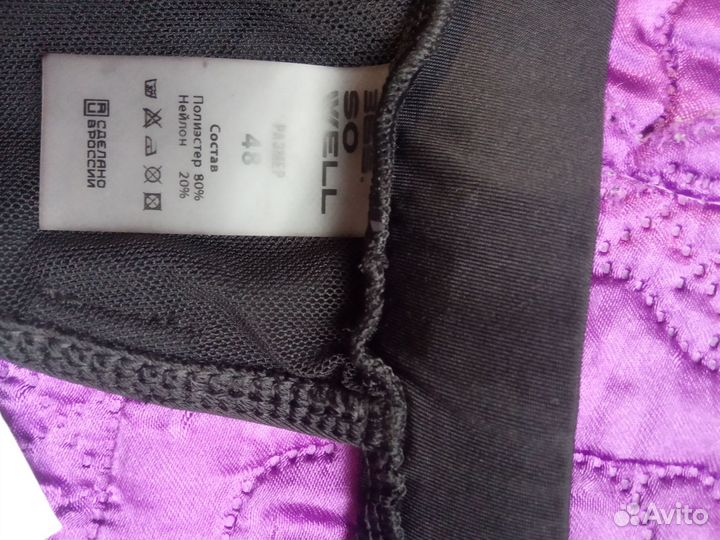 SO
WELL
РАЗМЕР
48
Состав
Полиэстер 80%
Нейлон 20%
СДЕЛАНО
В РОССИИ
Avito